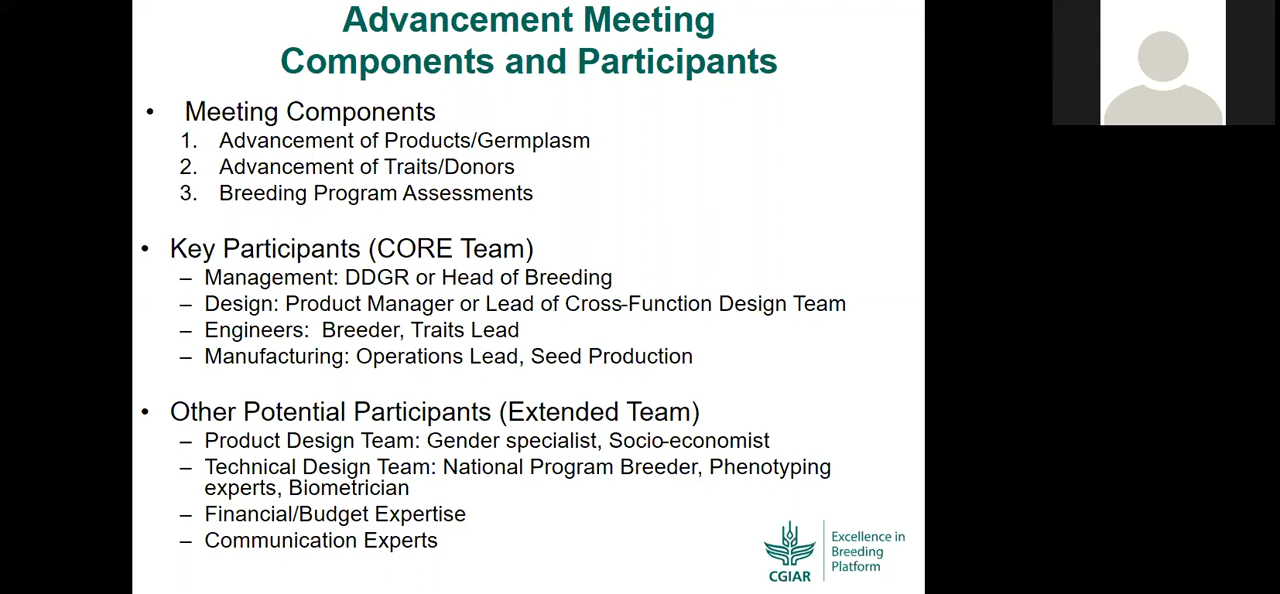 Advancement Meeting
Components and Participants
• Meeting Components
1. Advancement of Products/Germplasm
2. Advancement of Traits/Donors
3. Breeding Program Assessments
• Key Participants (CORE Team)
– Management: DDGR or Head of Breeding
– Design: Product Manager or Lead of Cross-Function Design Team
– Engineers: Breeder, Traits Lead
– Manufacturing: Operations Lead, Seed Production
• Other Potential Participants (Extended Team)
– Product Design Team: Gender specialist, Socio-economist
– Technical Design Team: National Program Breeder, Phenotyping
experts, Biometrician
– Financial/Budget Expertise
– Communication Experts
CGIAR
Excellence in
Breeding
Platform